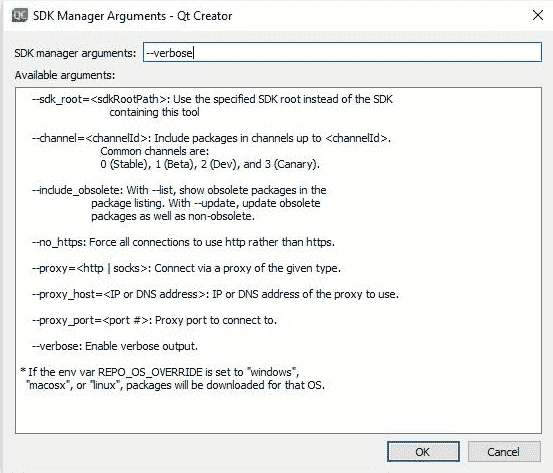 QC SDK Manager Arguments - Qt Creator
SDK manager arguments: --verbose
Available arguments:
--sdk_root=<sdkRootPath>: Use the specified SDK root instead of the SDK
containing this tool
--channel=<channelId>: Include packages in channels up to <channelId>.
Common channels are:
0 (Stable), 1 (Beta), 2 (Dev), and 3 (Canary).
--include_obsolete: With --list, show obsolete packages in the
package listing. With --update, update obsolete
packages as well as non-obsolete.
--no_https: Force all connections to use http rather than https.
--proxy=<http | socks>: Connect via a proxy of the given type.
--proxy_host=<IP or DNS address>: IP or DNS address of the proxy to use.
--proxy_port=<port #>: Proxy port to connect to.
--verbose: Enable verbose output.
* If the env var REPO_OS_OVERRIDE is set to "windows",
"macosx", or "linux", packages will be downloaded for that OS.
OK Cancel